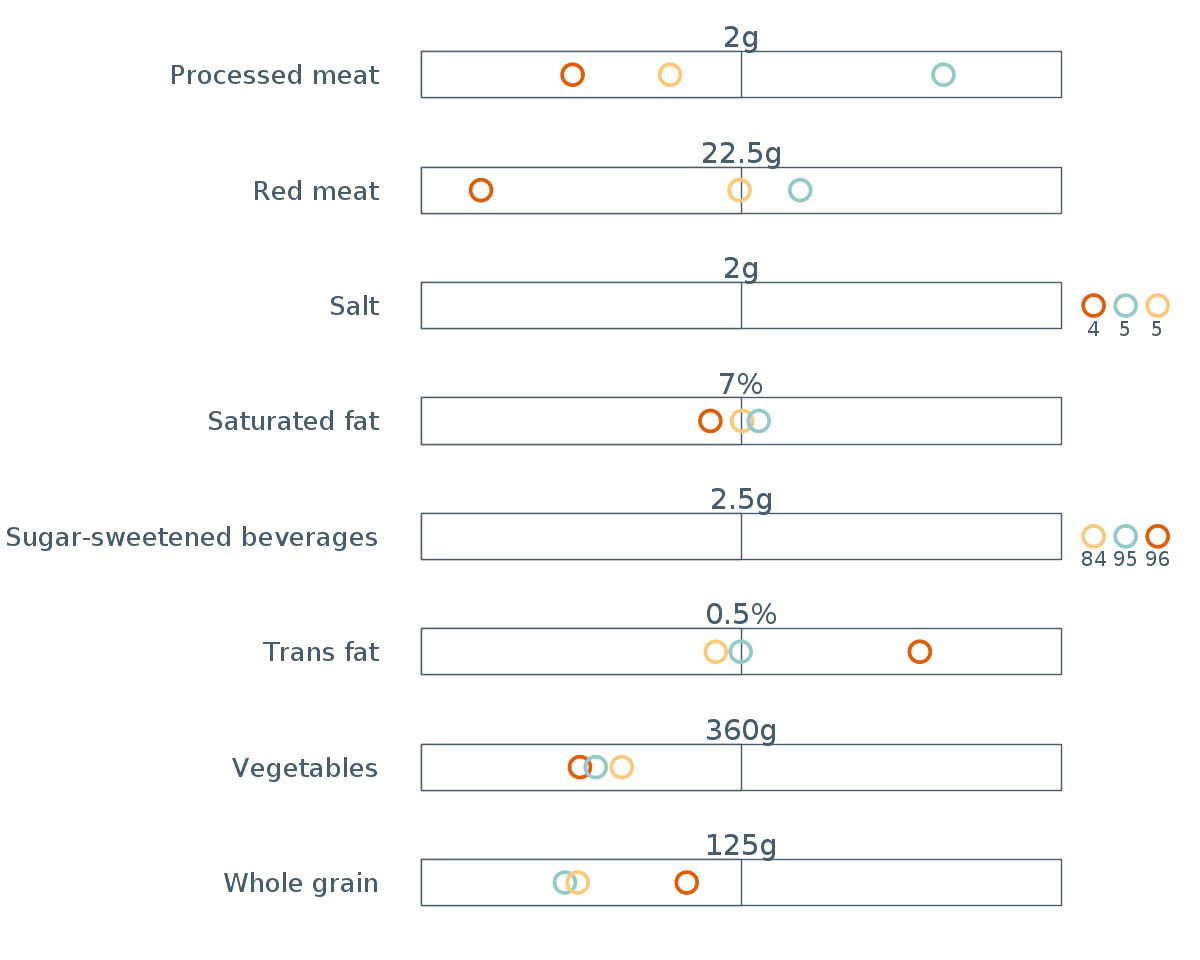 2g
Processed meat
22.5g
Red meat
2g
Salt
4 5 5
7%
Saturated fat
2.5g
Sugar-sweetened beverages
84 95 96
0.5%
Trans fat
360g
Vegetables
125g
Whole grain